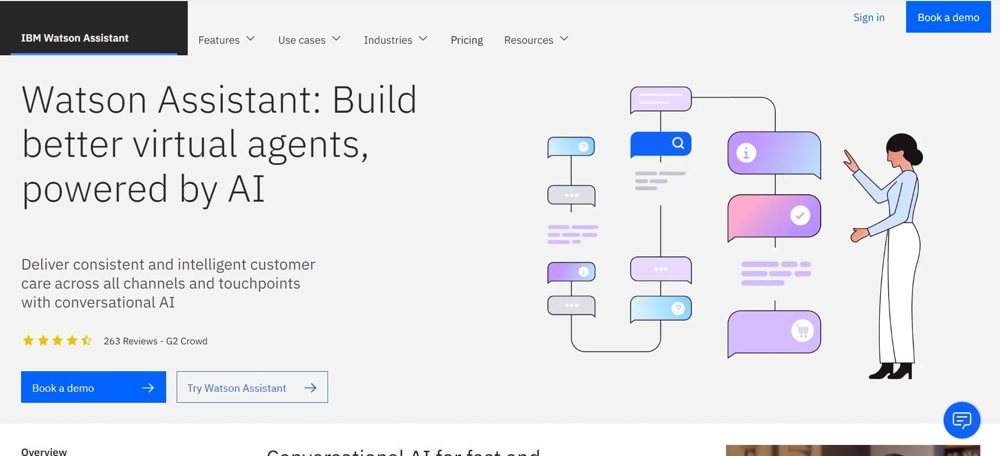 Sign in
Book a demo
IBM Watson Assistant
Features
Use cases
Industries
Pricing
Resources
Watson Assistant: Build
better virtual agents,
powered by AI
Deliver consistent and intelligent customer
care across all channels and touchpoints
with conversational AI
263 Reviews - G2 Crowd
Book a demo
Try Watson Assistant
Overview
Conversational AI for fast and